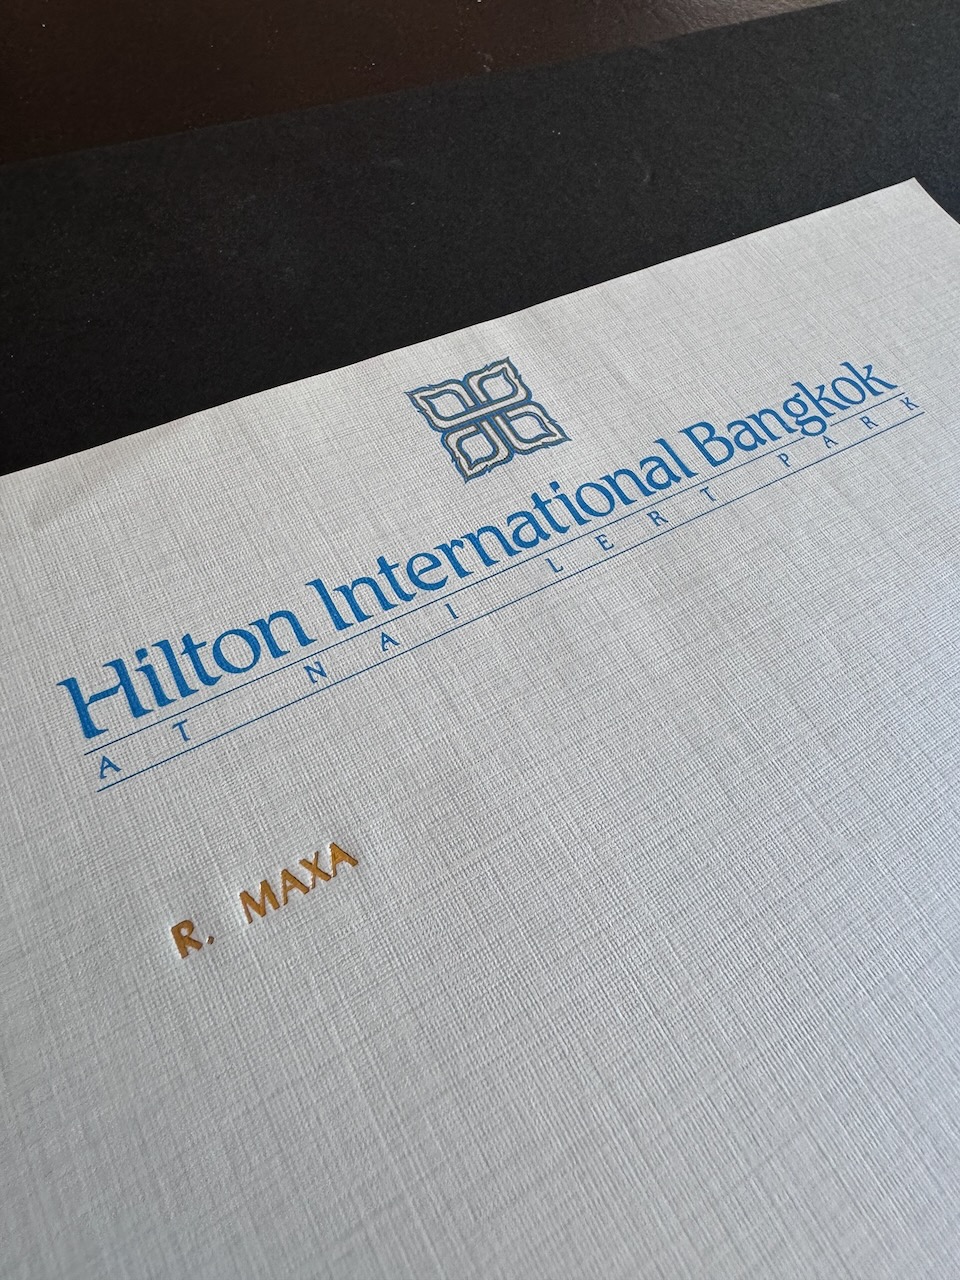 Hilton International Bangkok
AT NAI LERT PARK
R. MAXA